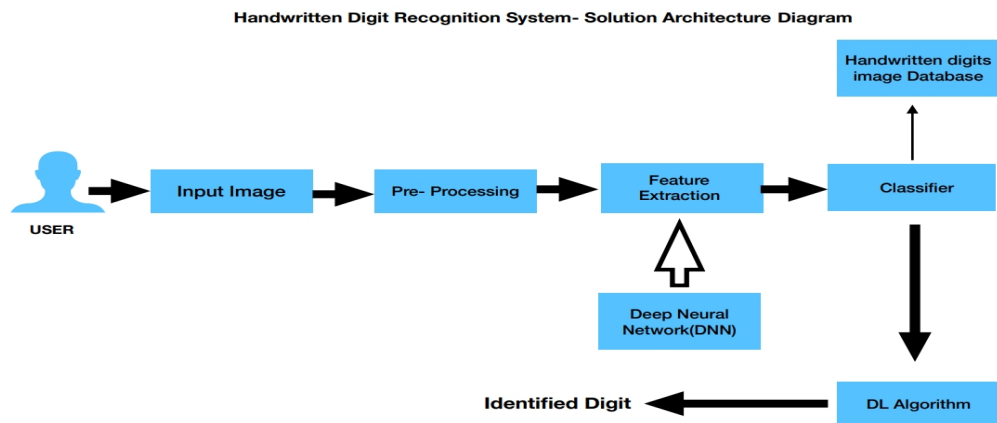 Handwritten Digit Recognition System- Solution Architecture Diagram
Handwritten digits
image Database
USER
Input Image
Pre- Processing
Feature
Extraction
Classifier
Deep Neural
Network(DNN)
Identified Digit
DL Algorithm